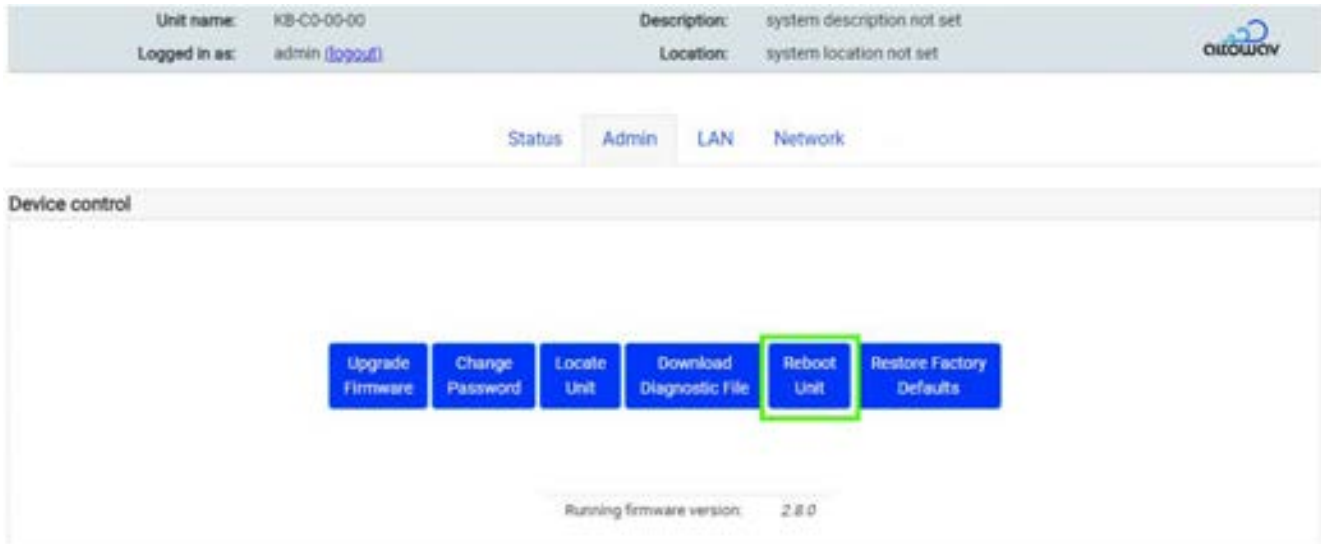 Unit name: KB-C0-00-00 Description: system description not set
Logged in as: admin (logout) Location: system location not set
altowav
Status Admin LAN Network
Device control
Upgrade Firmware
Change Password
Locate Unit
Download Diagnostic File
Reboot Unit
Restore Factory Defaults
Running firmware version: 2.8.0